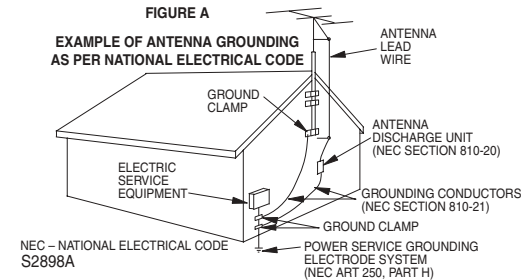 FIGURE A
EXAMPLE OF ANTENNA GROUNDING
AS PER NATIONAL ELECTRICAL CODE
ANTENNA
LEAD
WIRE
GROUND
CLAMP
ANTENNA
DISCHARGE UNIT
(NEC SECTION 810-20)
ELECTRIC
SERVICE
EQUIPMENT
GROUNDING CONDUCTORS
(NEC SECTION 810-21)
GROUND CLAMP
POWER SERVICE GROUNDING
ELECTRODE SYSTEM
(NEC ART 250, PART H)
NEC – NATIONAL ELECTRICAL CODE
S2898A